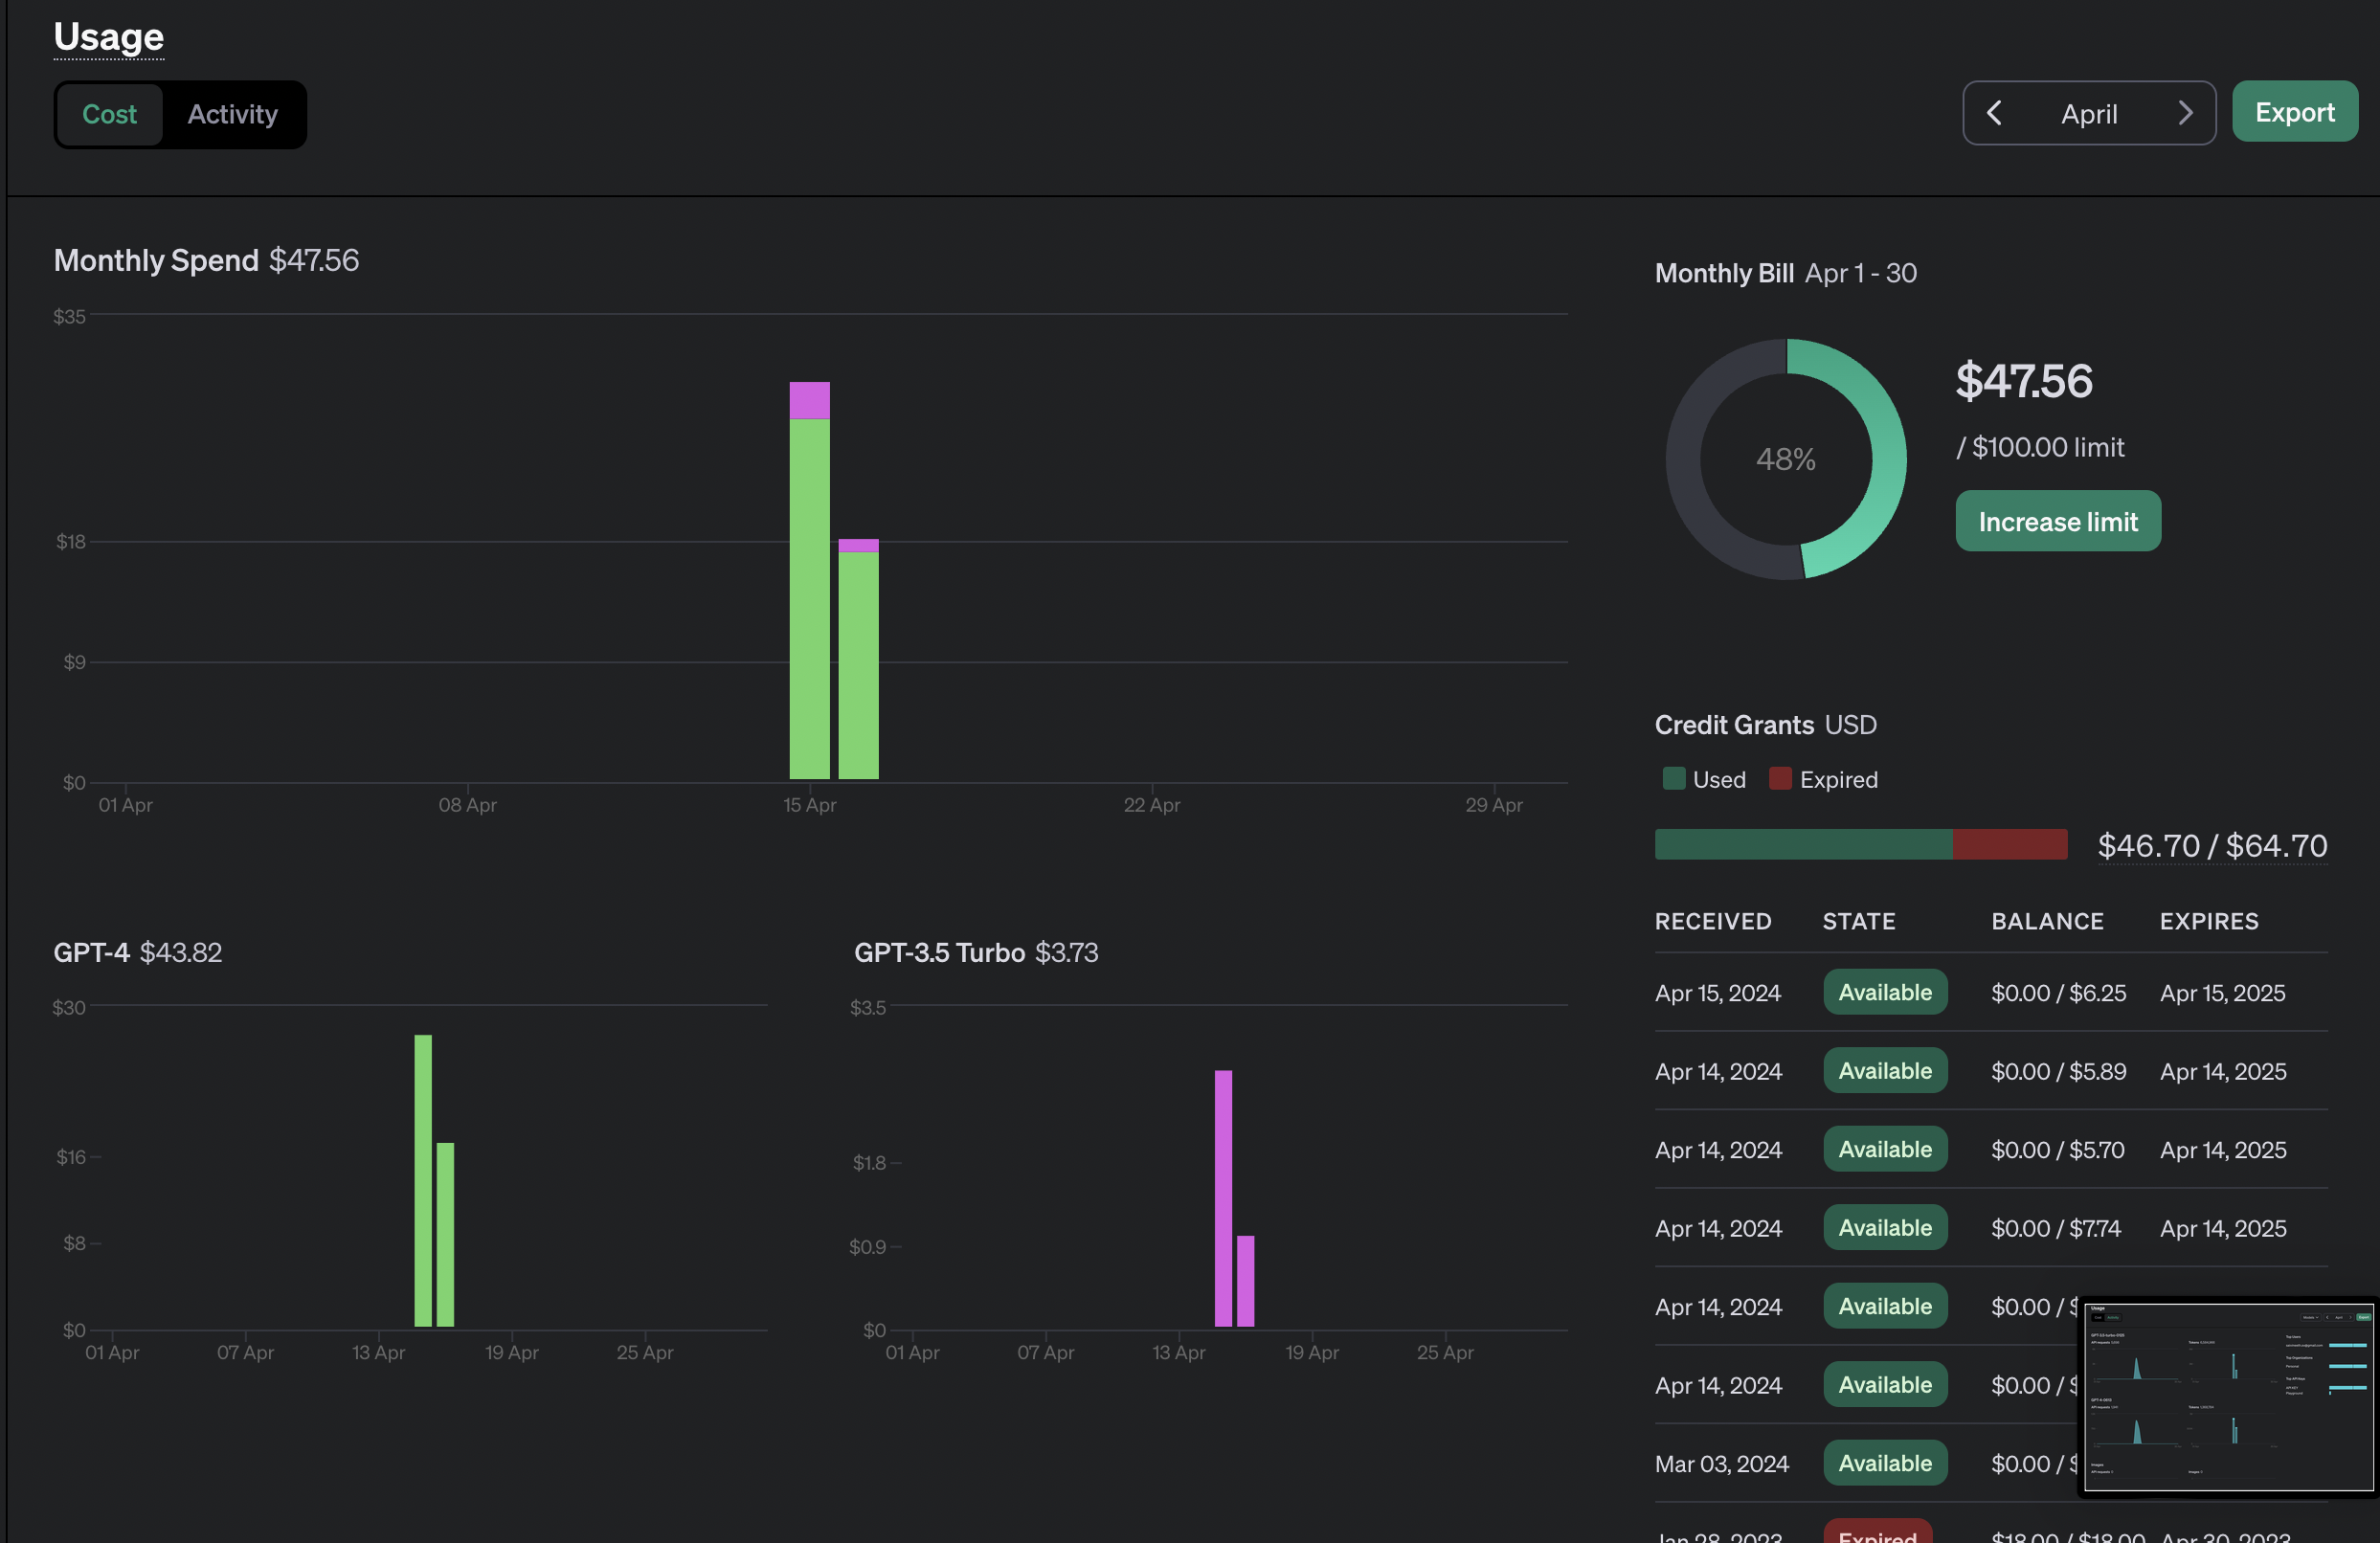 Usage
Cost Activity
April Export
Monthly Spend $47.56
$35
$18
$9
$0
01 Apr 08 Apr 15 Apr 22 Apr 29 Apr
GPT-4 $43.82
$30
$16
$8
$0
01 Apr 07 Apr 13 Apr 19 Apr 25 Apr
GPT-3.5 Turbo $3.73
$3.5
$1.8
$0.9
$0
01 Apr 07 Apr 13 Apr 19 Apr 25 Apr
Monthly Bill Apr 1 - 30
48%
$47.56
/ $100.00 limit
Increase limit
Credit Grants USD
Used Expired
$46.70 / $64.70
RECEIVED STATE BALANCE EXPIRES
Apr 15, 2024 Available $0.00 / $6.25 Apr 15, 2025
Apr 14, 2024 Available $0.00 / $5.89 Apr 14, 2025
Apr 14, 2024 Available $0.00 / $5.70 Apr 14, 2025
Apr 14, 2024 Available $0.00 / $7.74 Apr 14, 2025
Apr 14, 2024 Available $0.00 / $
Apr 14, 2024 Available $0.00 / $
Mar 03, 2024 Available $0.00 / $
Jan 28, 2023 Expired $18.00 / $18.00 Apr 30, 2023
Usage